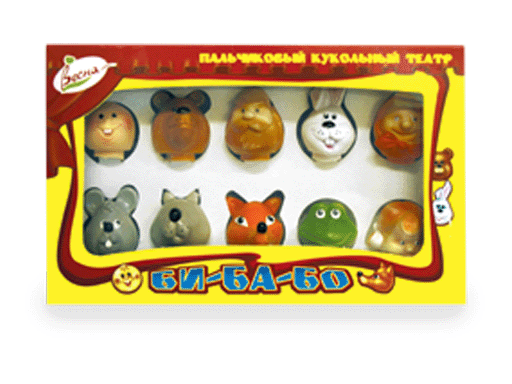 Весна
ПАЛЬЧИКОВЫЙ КУКОЛЬНЫЙ ТЕАТР
БИ-БА-БО